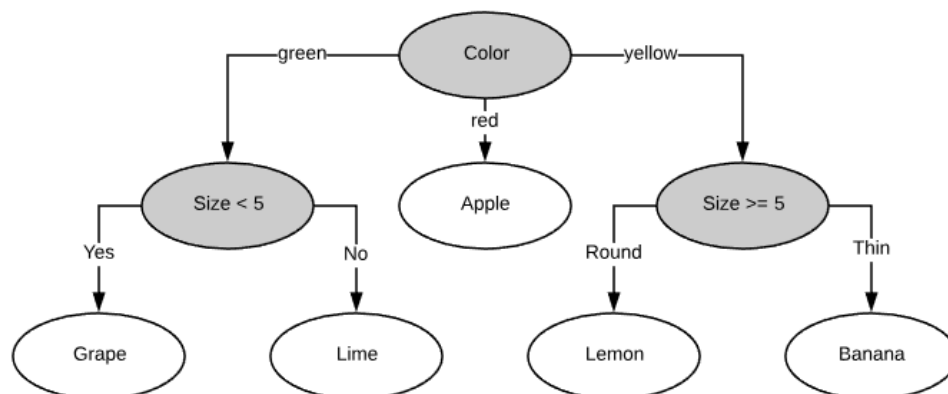 green
Color
yellow
red
Size < 5
Apple
Size >= 5
Yes
No
Round
Thin
Grape
Lime
Lemon
Banana